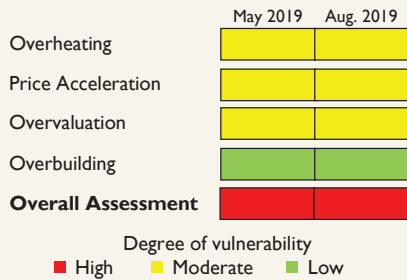 May 2019 Aug. 2019
Overheating
Price Acceleration
Overvaluation
Overbuilding
Overall Assessment
Degree of vulnerability
High Moderate Low